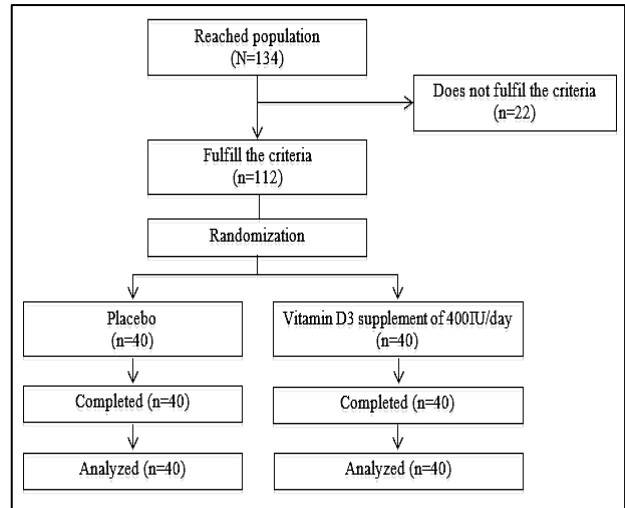 Reached population
(N=134)
Does not fulfil the criteria
(n=22)
Fulfill the criteria
(n=112)
Randomization
Placebo
(n=40)
Vitamin D3 supplement of 400IU/day
(n=40)
Completed (n=40)
Completed (n=40)
Analyzed (n=40)
Analyzed (n=40)